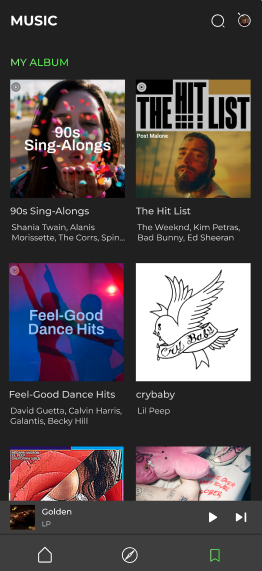 MUSIC
MY ALBUM
90s
Sing-Alongs
THE HIT LIST
Post Malone
90s Sing-Alongs
The Hit List
Shania Twain, Alanis
Morissette, The Corrs, Spin...
The Weeknd, Kim Petras,
Bad Bunny, Ed Sheeran
Feel-Good
Dance Hits
Cry Baby
Feel-Good Dance Hits
crybaby
David Guetta, Calvin Harris,
Galantis, Becky Hill
Lil Peep
Golden
LP